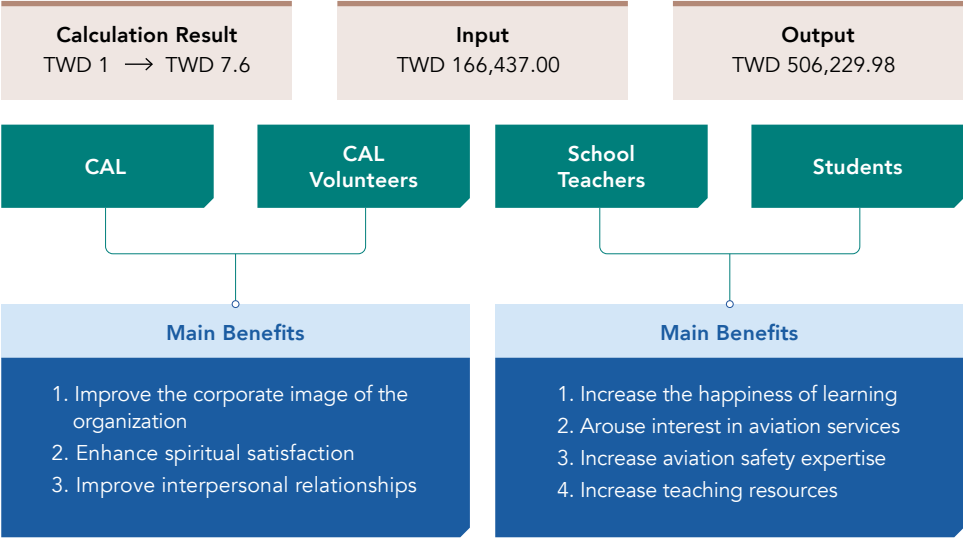 Calculation Result
TWD 1 → TWD 7.6
Input
TWD 166,437.00
Output
TWD 506,229.98
CAL
CAL
Volunteers
School
Teachers
Students
Main Benefits
1. Improve the corporate image of the
organization
2. Enhance spiritual satisfaction
3. Improve interpersonal relationships
Main Benefits
1. Increase the happiness of learning
2. Arouse interest in aviation services
3. Increase aviation safety expertise
4. Increase teaching resources